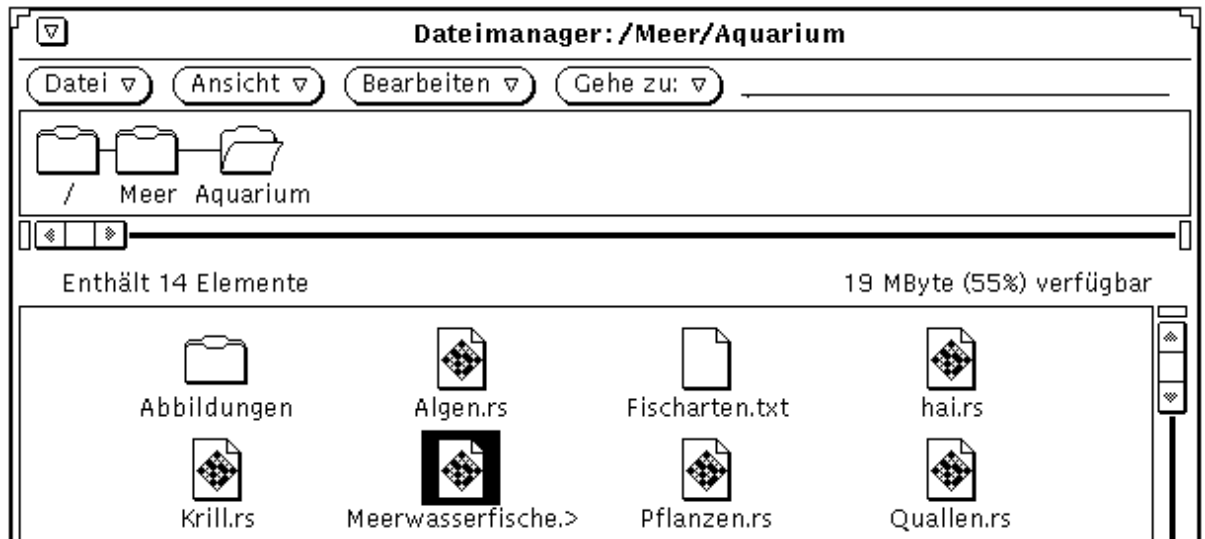 Dateimanager:/Meer/Aquarium
Datei Ansicht Bearbeiten Gehe zu:
/ Meer Aquarium
Enthält 14 Elemente 19 MByte (55%) verfügbar
Abbildungen Algen.rs Fischarten.txt hai.rs
Krill.rs Meerwasserfische.> Pflanzen.rs Quallen.rs